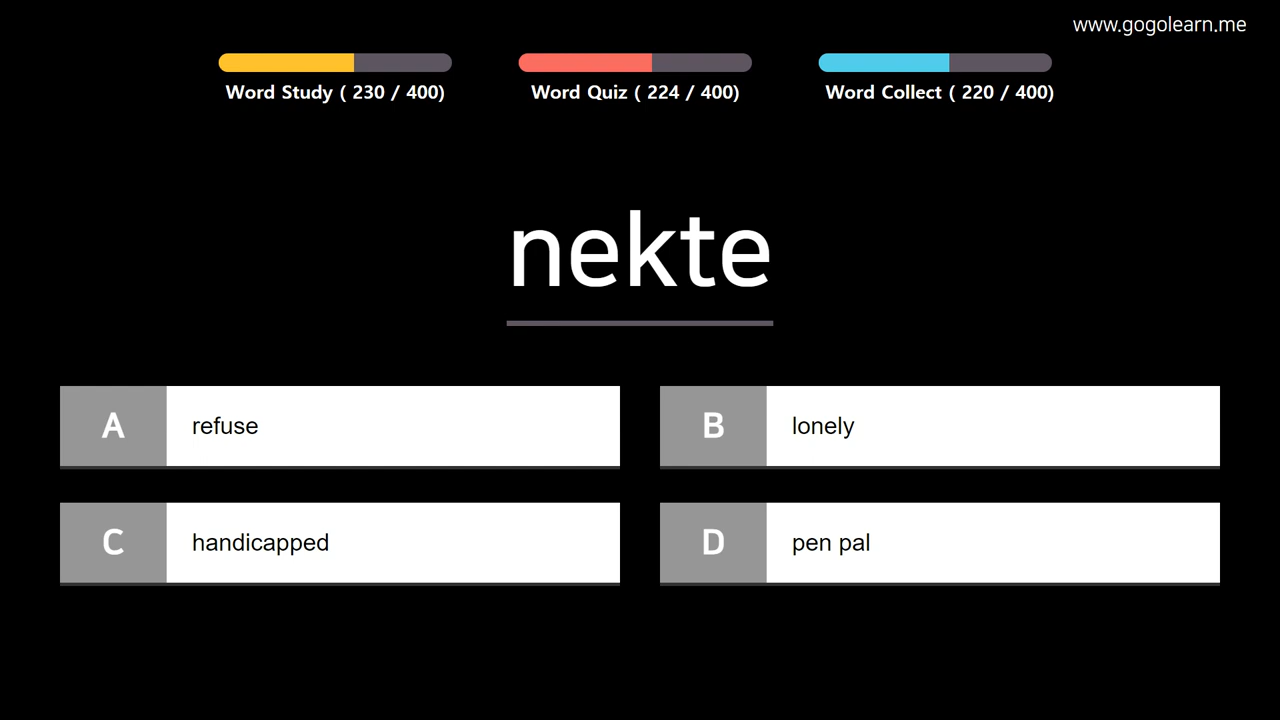 www.gogolearn.me
Word Study ( 230 / 400)
Word Quiz ( 224 / 400)
Word Collect ( 220 / 400)
nekte
A refuse
B lonely
C handicapped
D pen pal